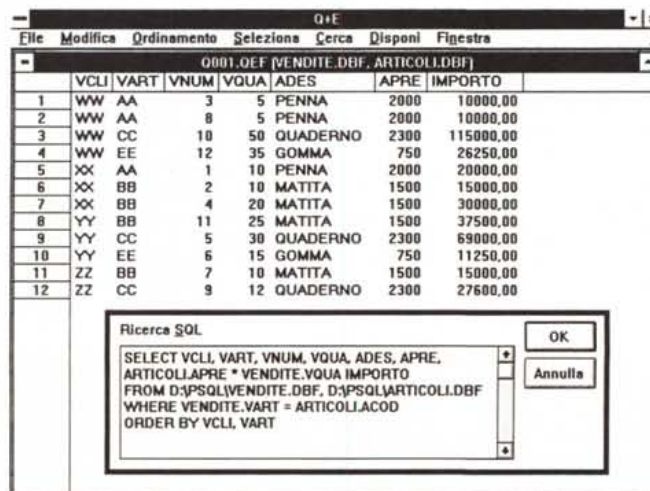 Q+E
File Modifica Ordinamento Seleziona Cerca Disponi Finestra
Q001.QEF (VENDITE.DBF, ARTICOLI.DBF)
VCLI VART VNUM VQUA ADES APRE IMPORTO
1 WW AA 3 5 PENNA 2000 10000,00
2 WW AA 8 5 PENNA 2000 10000,00
3 WW CC 10 50 QUADERNO 2300 115000,00
4 WW EE 12 35 GOMMA 750 26250,00
5 XX AA 1 10 PENNA 2000 20000,00
6 XX BB 2 10 MATITA 1500 15000,00
7 XX BB 4 20 MATITA 1500 30000,00
8 YY BB 11 25 MATITA 1500 37500,00
9 YY CC 5 30 QUADERNO 2300 69000,00
10 YY EE 6 15 GOMMA 750 11250,00
11 ZZ BB 7 10 MATITA 1500 15000,00
12 ZZ CC 9 12 QUADERNO 2300 27600,00
Ricerca SQL
SELECT VCLI, VART, VNUM, VQUA, ADES, APRE,
ARTICOLI.APRE * VENDITE.VQUA IMPORTO
FROM D:\PSQL\VENDITE.DBF, D:\PSQL\ARTICOLI.DBF
WHERE VENDITE.VART = ARTICOLI.ACOD
ORDER BY VCLI, VART
OK
Annulla